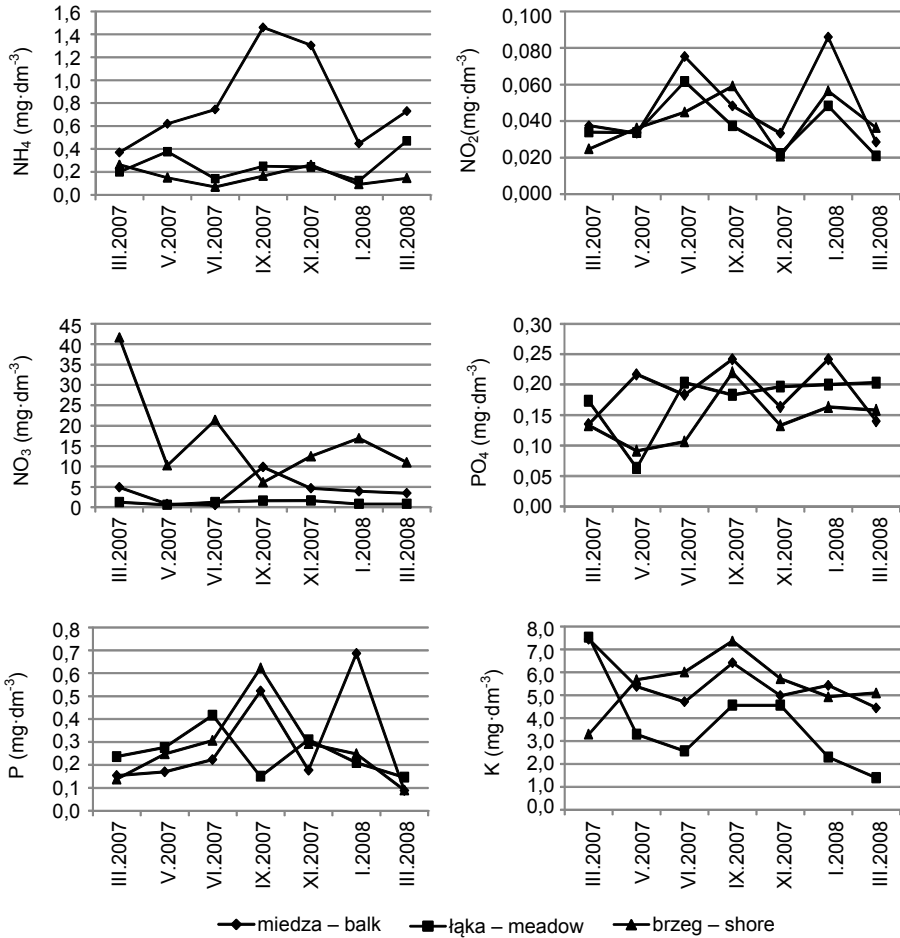 NH₄ (mg·dm⁻³)
1,6
1,4
1,2
1,0
0,8
0,6
0,4
0,2
0,0
III.2007
V.2007
VI.2007
IX.2007
XI.2007
I.2008
III.2008
NO₂(mg·dm⁻³)
0,100
0,080
0,060
0,040
0,020
0,000
III.2007
V.2007
VI.2007
IX.2007
XI.2007
I.2008
III.2008
NO₃ (mg·dm⁻³)
45
40
35
30
25
20
15
10
5
0
III.2007
V.2007
VI.2007
IX.2007
XI.2007
I.2008
III.2008
PO₄ (mg·dm⁻³)
0,30
0,25
0,20
0,15
0,10
0,05
0,00
III.2007
V.2007
VI.2007
IX.2007
XI.2007
I.2008
III.2008
P (mg·dm⁻³)
0,8
0,7
0,6
0,5
0,4
0,3
0,2
0,1
0,0
III.2007
V.2007
VI.2007
IX.2007
XI.2007
I.2008
III.2008
K (mg·dm⁻³)
8,0
7,0
6,0
5,0
4,0
3,0
2,0
1,0
0,0
III.2007
V.2007
VI.2007
IX.2007
XI.2007
I.2008
III.2008
miedza – balk łąka – meadow brzeg – shore